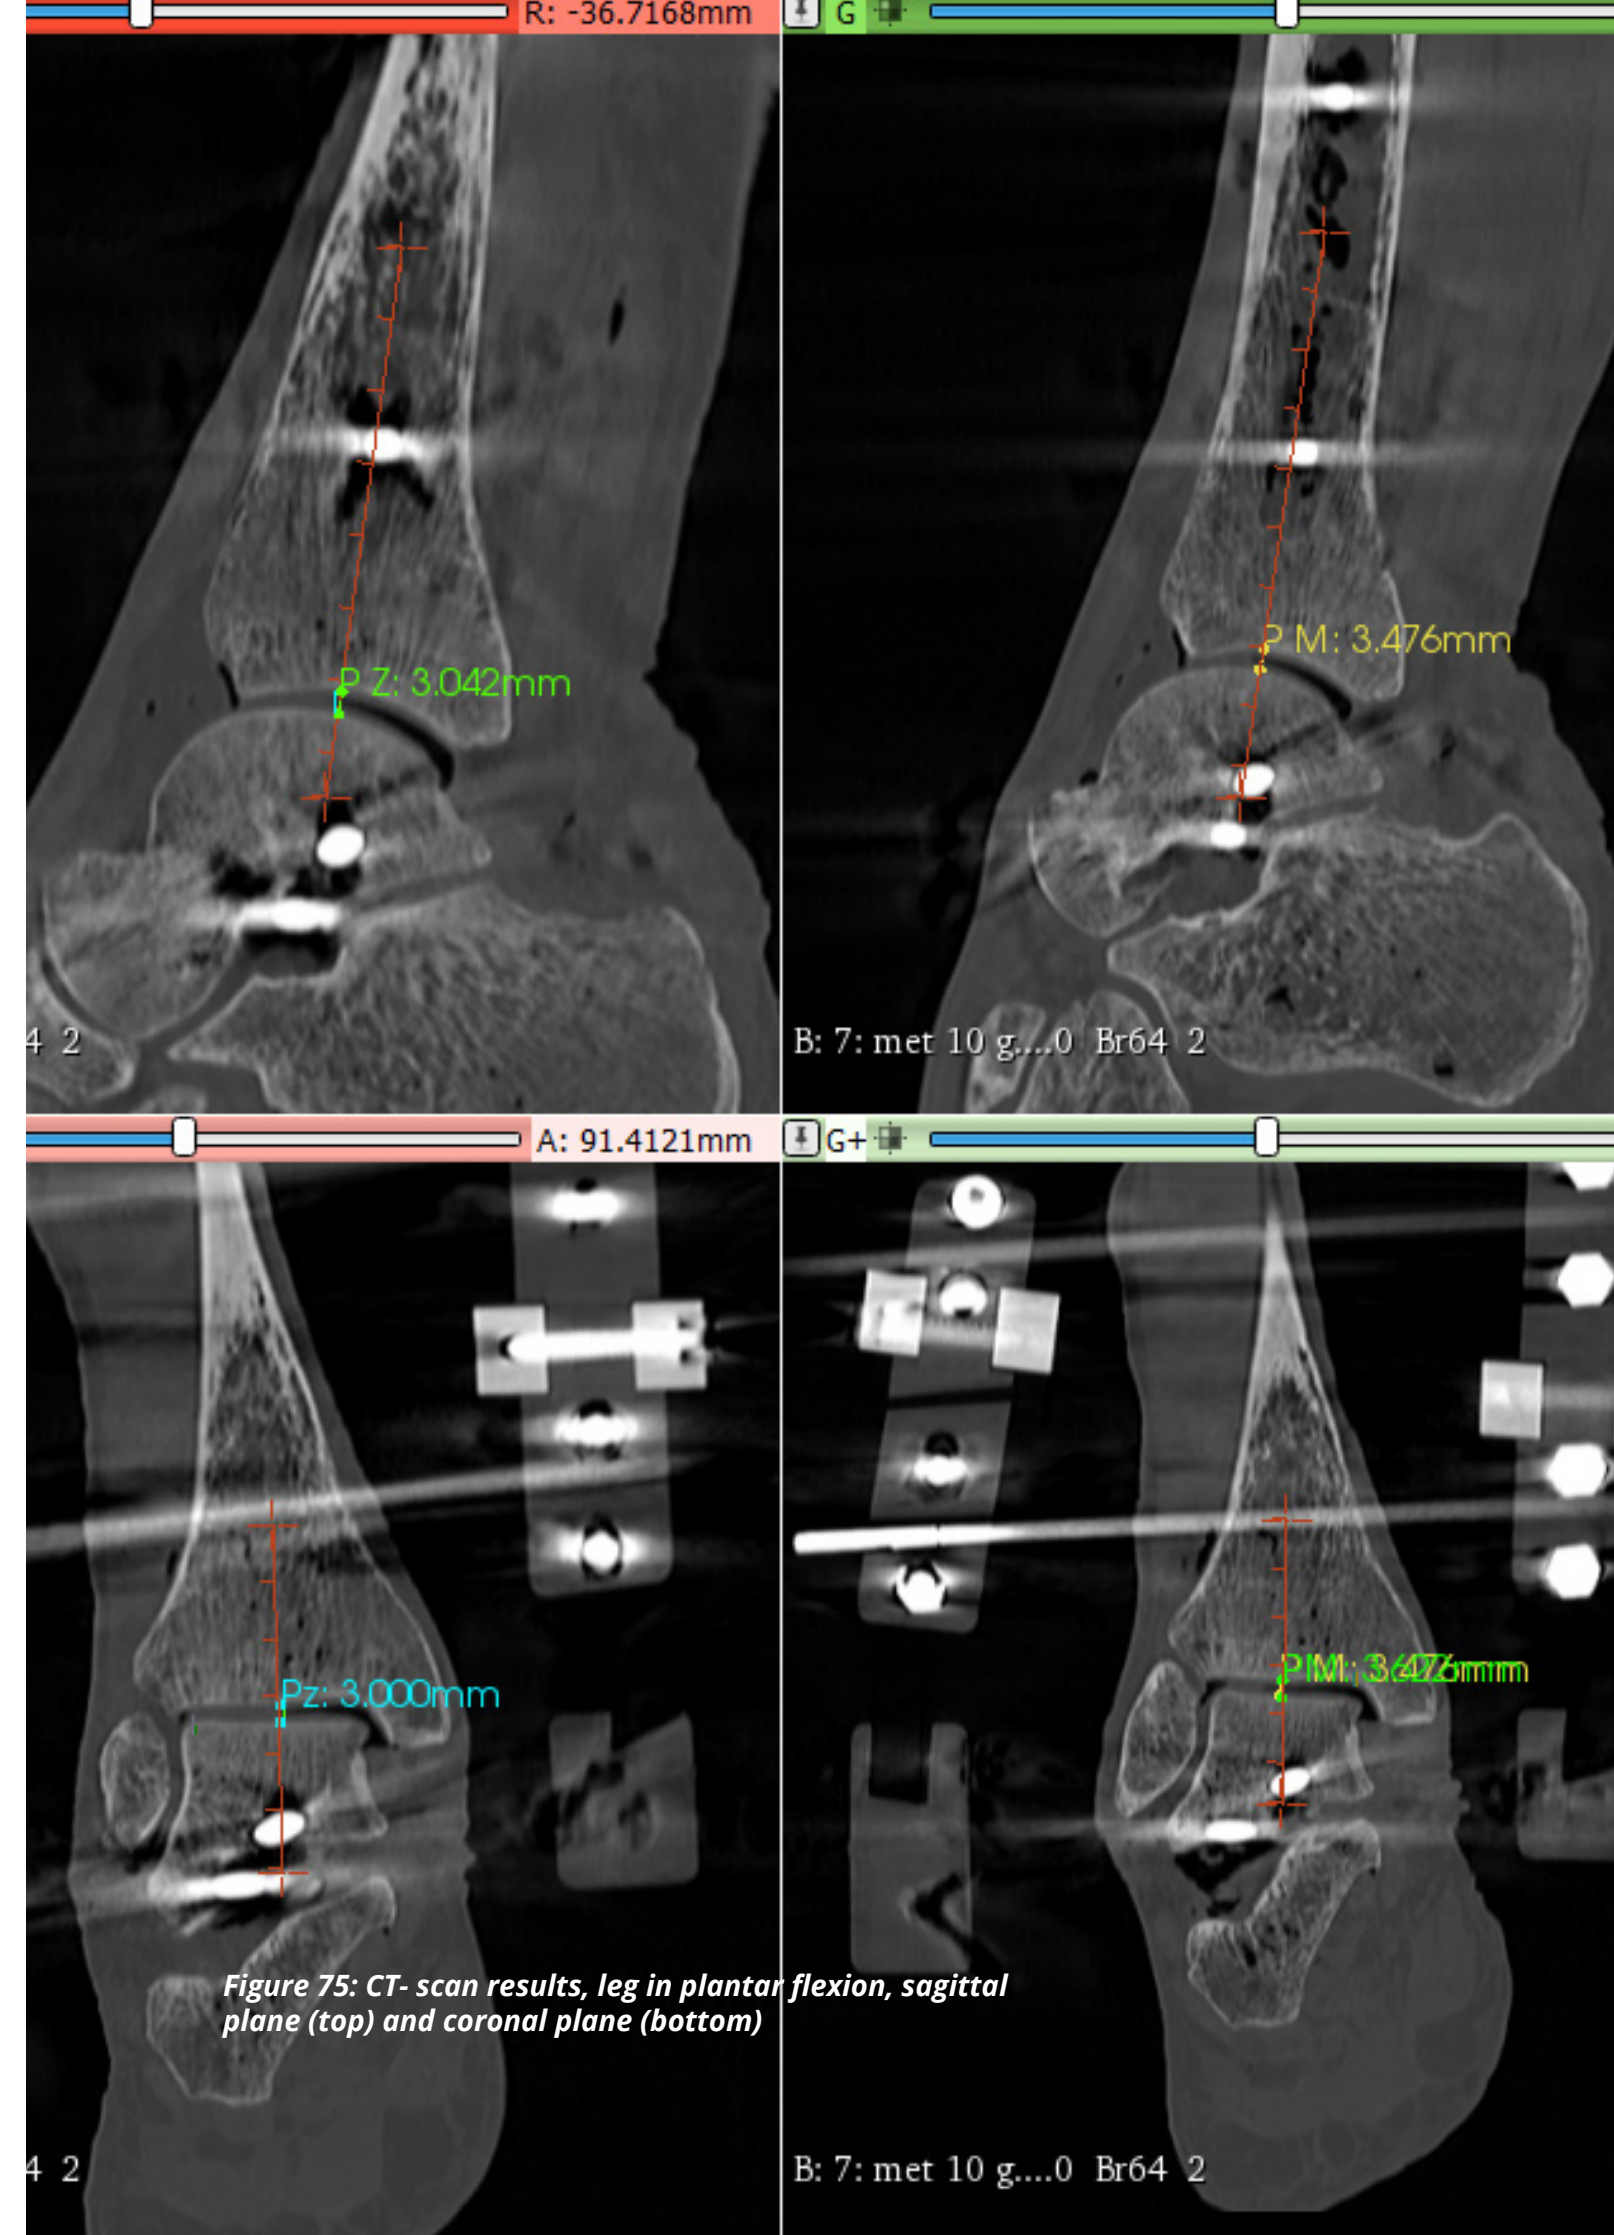 R: -36.7168mm
G
P Z: 3.042mm
P M: 3.476mm
4 2
B: 7: met 10 g....0 Br64 2
A: 91.4121mm
G+
Pz: 3.000mm
Figure 75: CT- scan results, leg in plantar flexion, sagittal
plane (top) and coronal plane (bottom)
4 2
B: 7: met 10 g....0 Br64 2